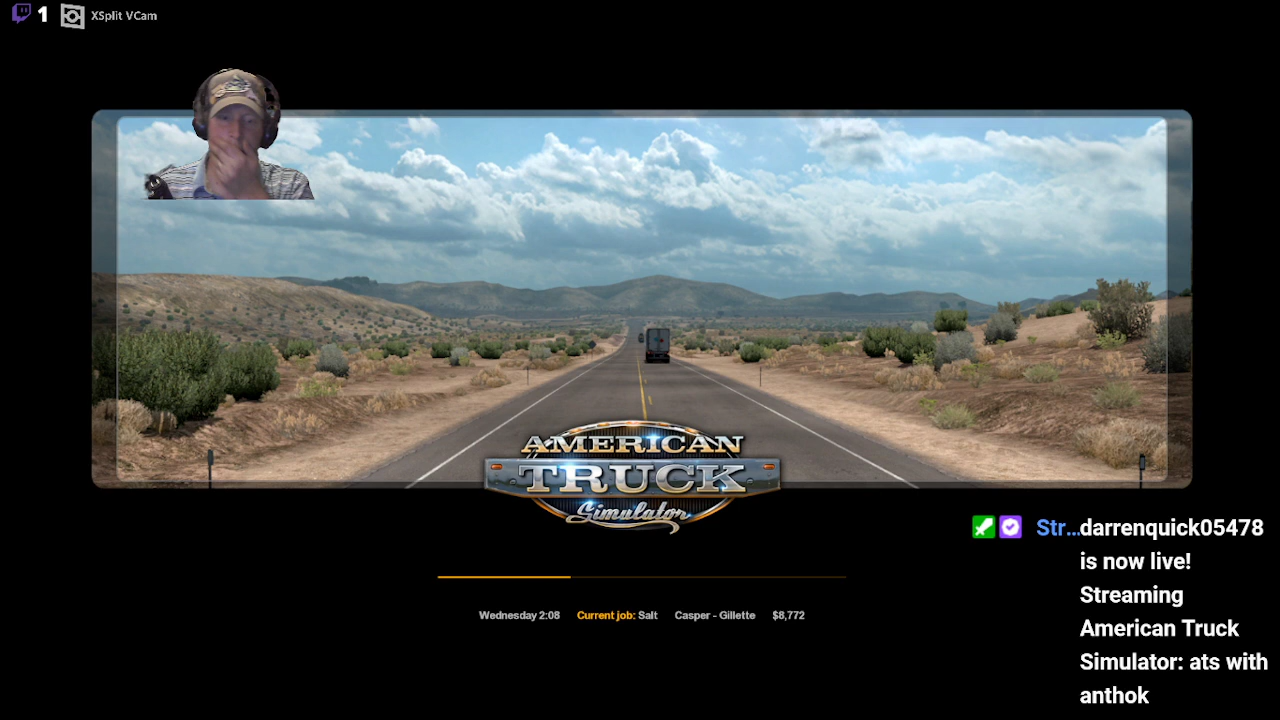 1 XSplit VCam
AMERICAN
TRUCK
Simulator
Str...darrenquick05478
is now live!
Streaming
American Truck
Simulator: ats with
anthok
Wednesday 2:08 Current job: Salt Casper - Gillette $8,772